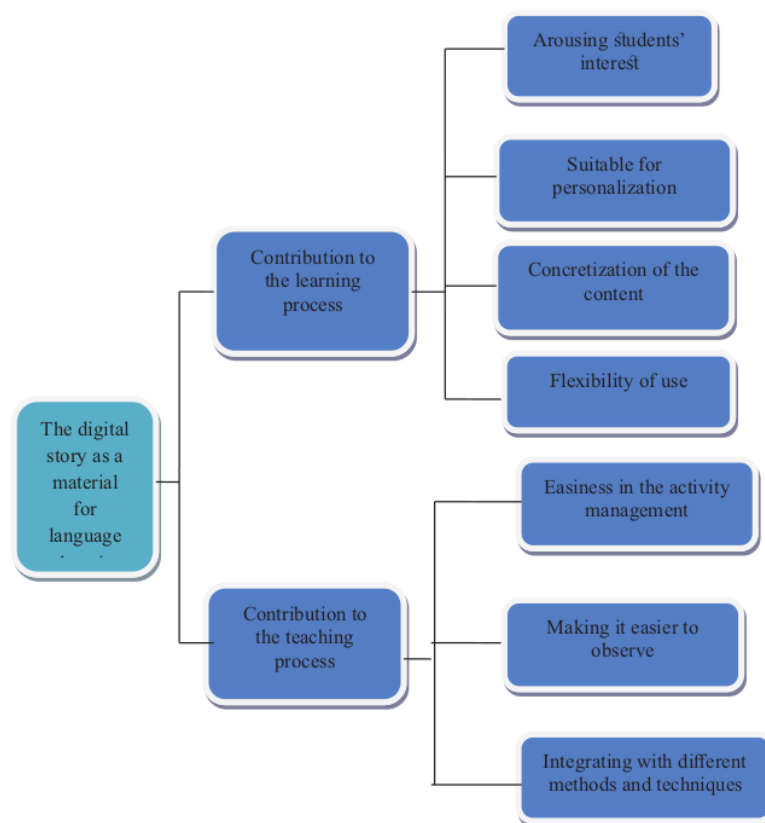 The digital
story as a
material
for
language
Contribution to
the learning
process
Arousing students'
interest
Suitable for
personalization
Concretization of the
content
Flexibility of use
Contribution to
the teaching
process
Easiness in the activity
management
Making it easier to
observe
Integrating with different
methods and techniques